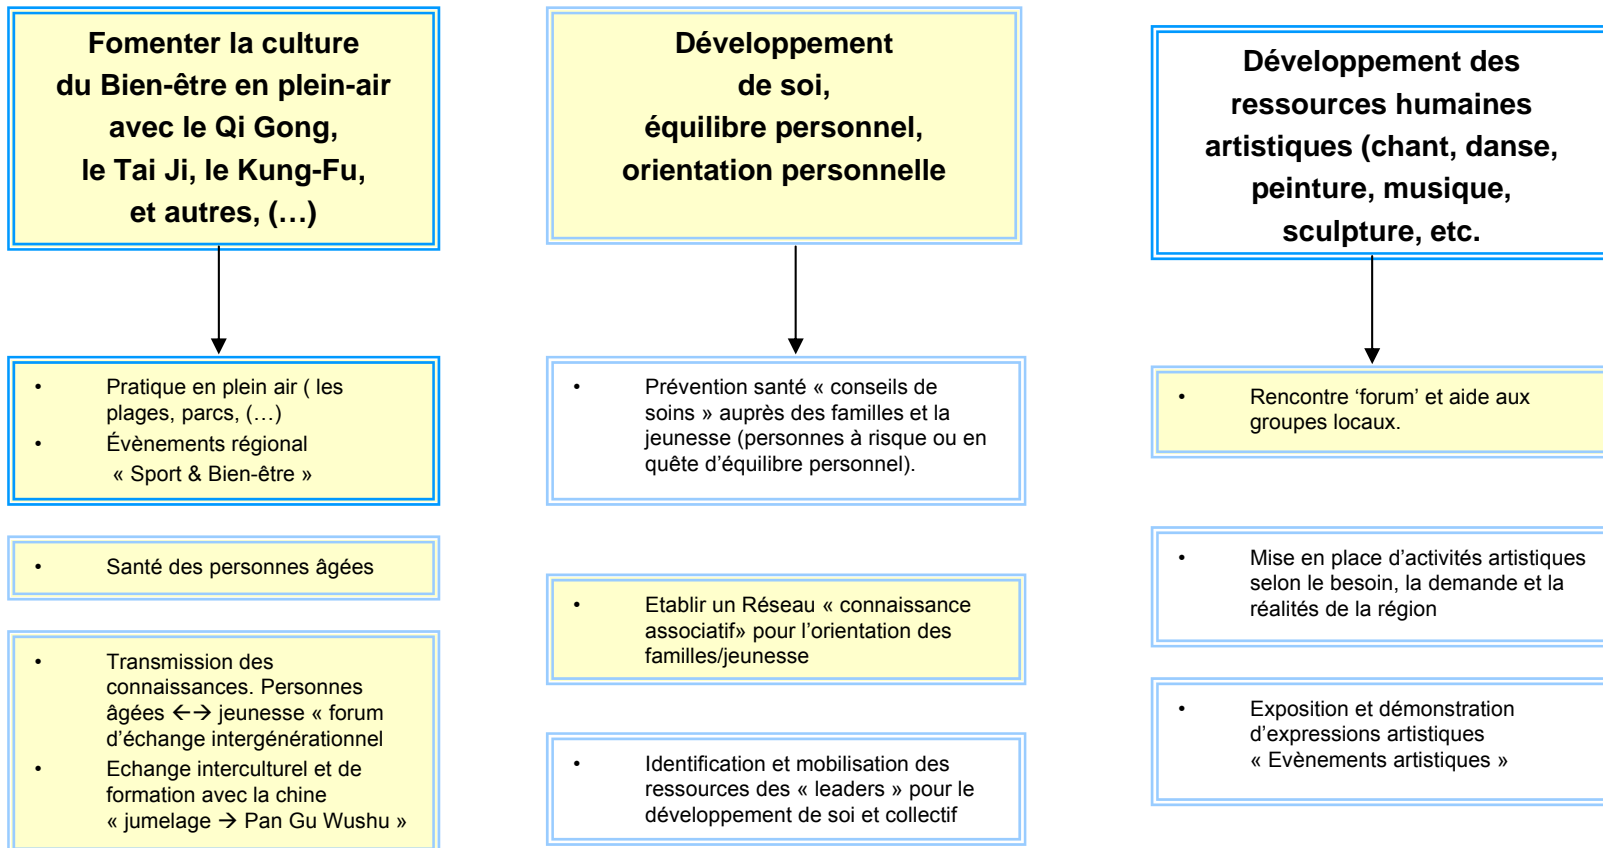 Fomenter la culture
du Bien-être en plein-air
avec le Qi Gong,
le Tai Ji, le Kung-Fu,
et autres, (…)
• Pratique en plein air ( les
plages, parcs, (…)
• Évènements régional
« Sport & Bien-être »
• Santé des personnes âgées
• Transmission des
connaissances. Personnes
âgées ←→ jeunesse « forum
d’échange intergénérationnel
• Echange interculturel et de
formation avec la chine
« jumelage → Pan Gu Wushu »
Développement
de soi,
équilibre personnel,
orientation personnelle
• Prévention santé « conseils de
soins » auprès des familles et la
jeunesse (personnes à risque ou en
quête d’équilibre personnel).
• Etablir un Réseau « connaissance
associatif» pour l’orientation des
familles/jeunesse
• Identification et mobilisation des
ressources des « leaders » pour le
développement de soi et collectif
Développement des
ressources humaines
artistiques (chant, danse,
peinture, musique,
sculpture, etc.
• Rencontre ‘forum’ et aide aux
groupes locaux.
• Mise en place d’activités artistiques
selon le besoin, la demande et la
réalités de la région
• Exposition et démonstration
d’expressions artistiques
« Evènements artistiques »